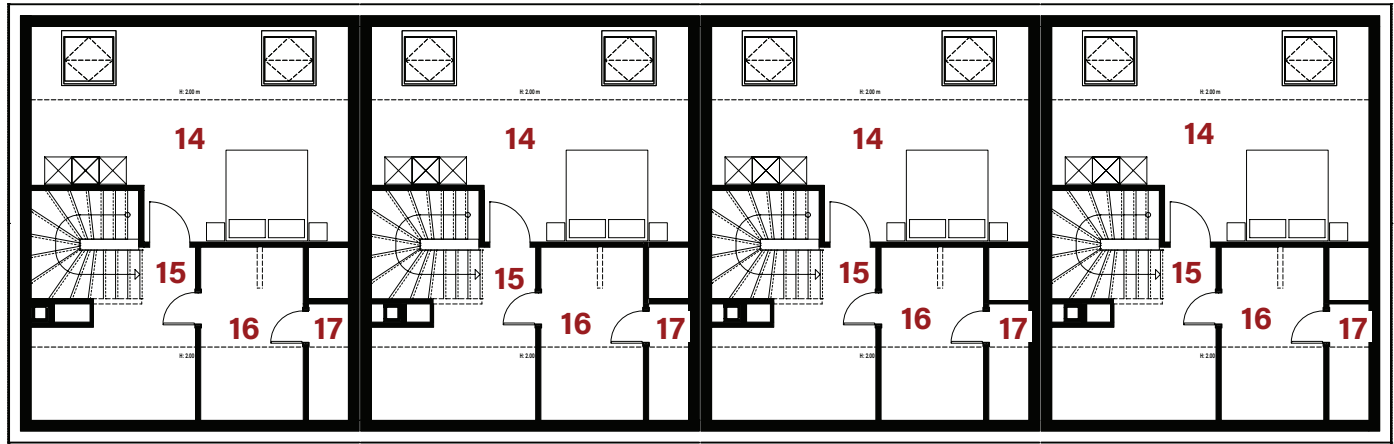 H: 2.00 m H: 2.00 m H: 2.00 m H: 2.00 m
14 14 14 14
15 15 15 15
16 17 16 17 16 17 16 17
H: 2.00 H: 2.00 H: 2.00 H: 2.00